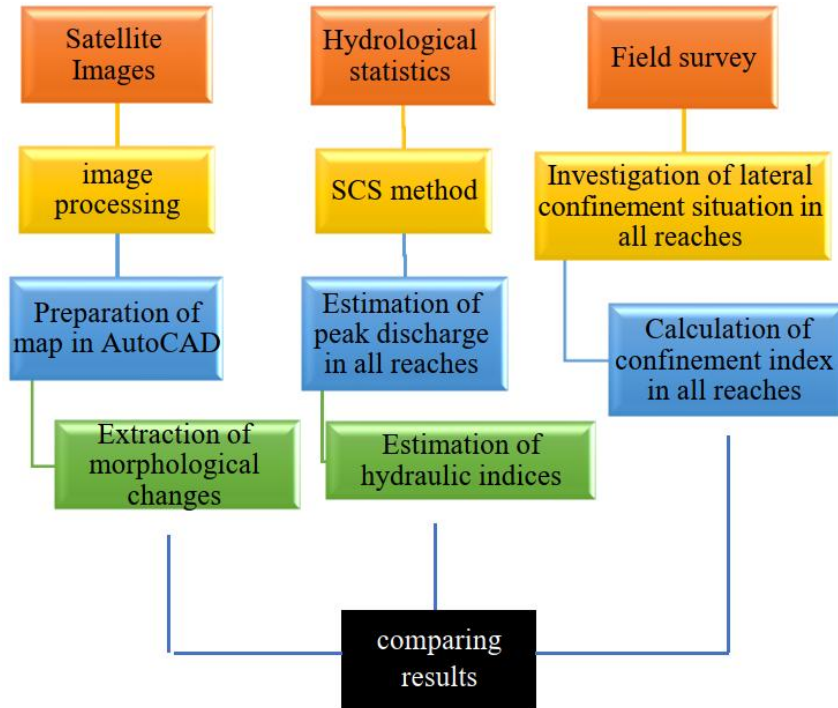 Satellite
Images
image
processing
Preparation of
map in AutoCAD
Extraction of
morphological
changes
Hydrological
statistics
SCS method
Estimation of
peak discharge
in all reaches
Estimation of
hydraulic indices
Field survey
Investigation of lateral
confinement situation in
all reaches
Calculation of
confinement index
in all reaches
comparing
results